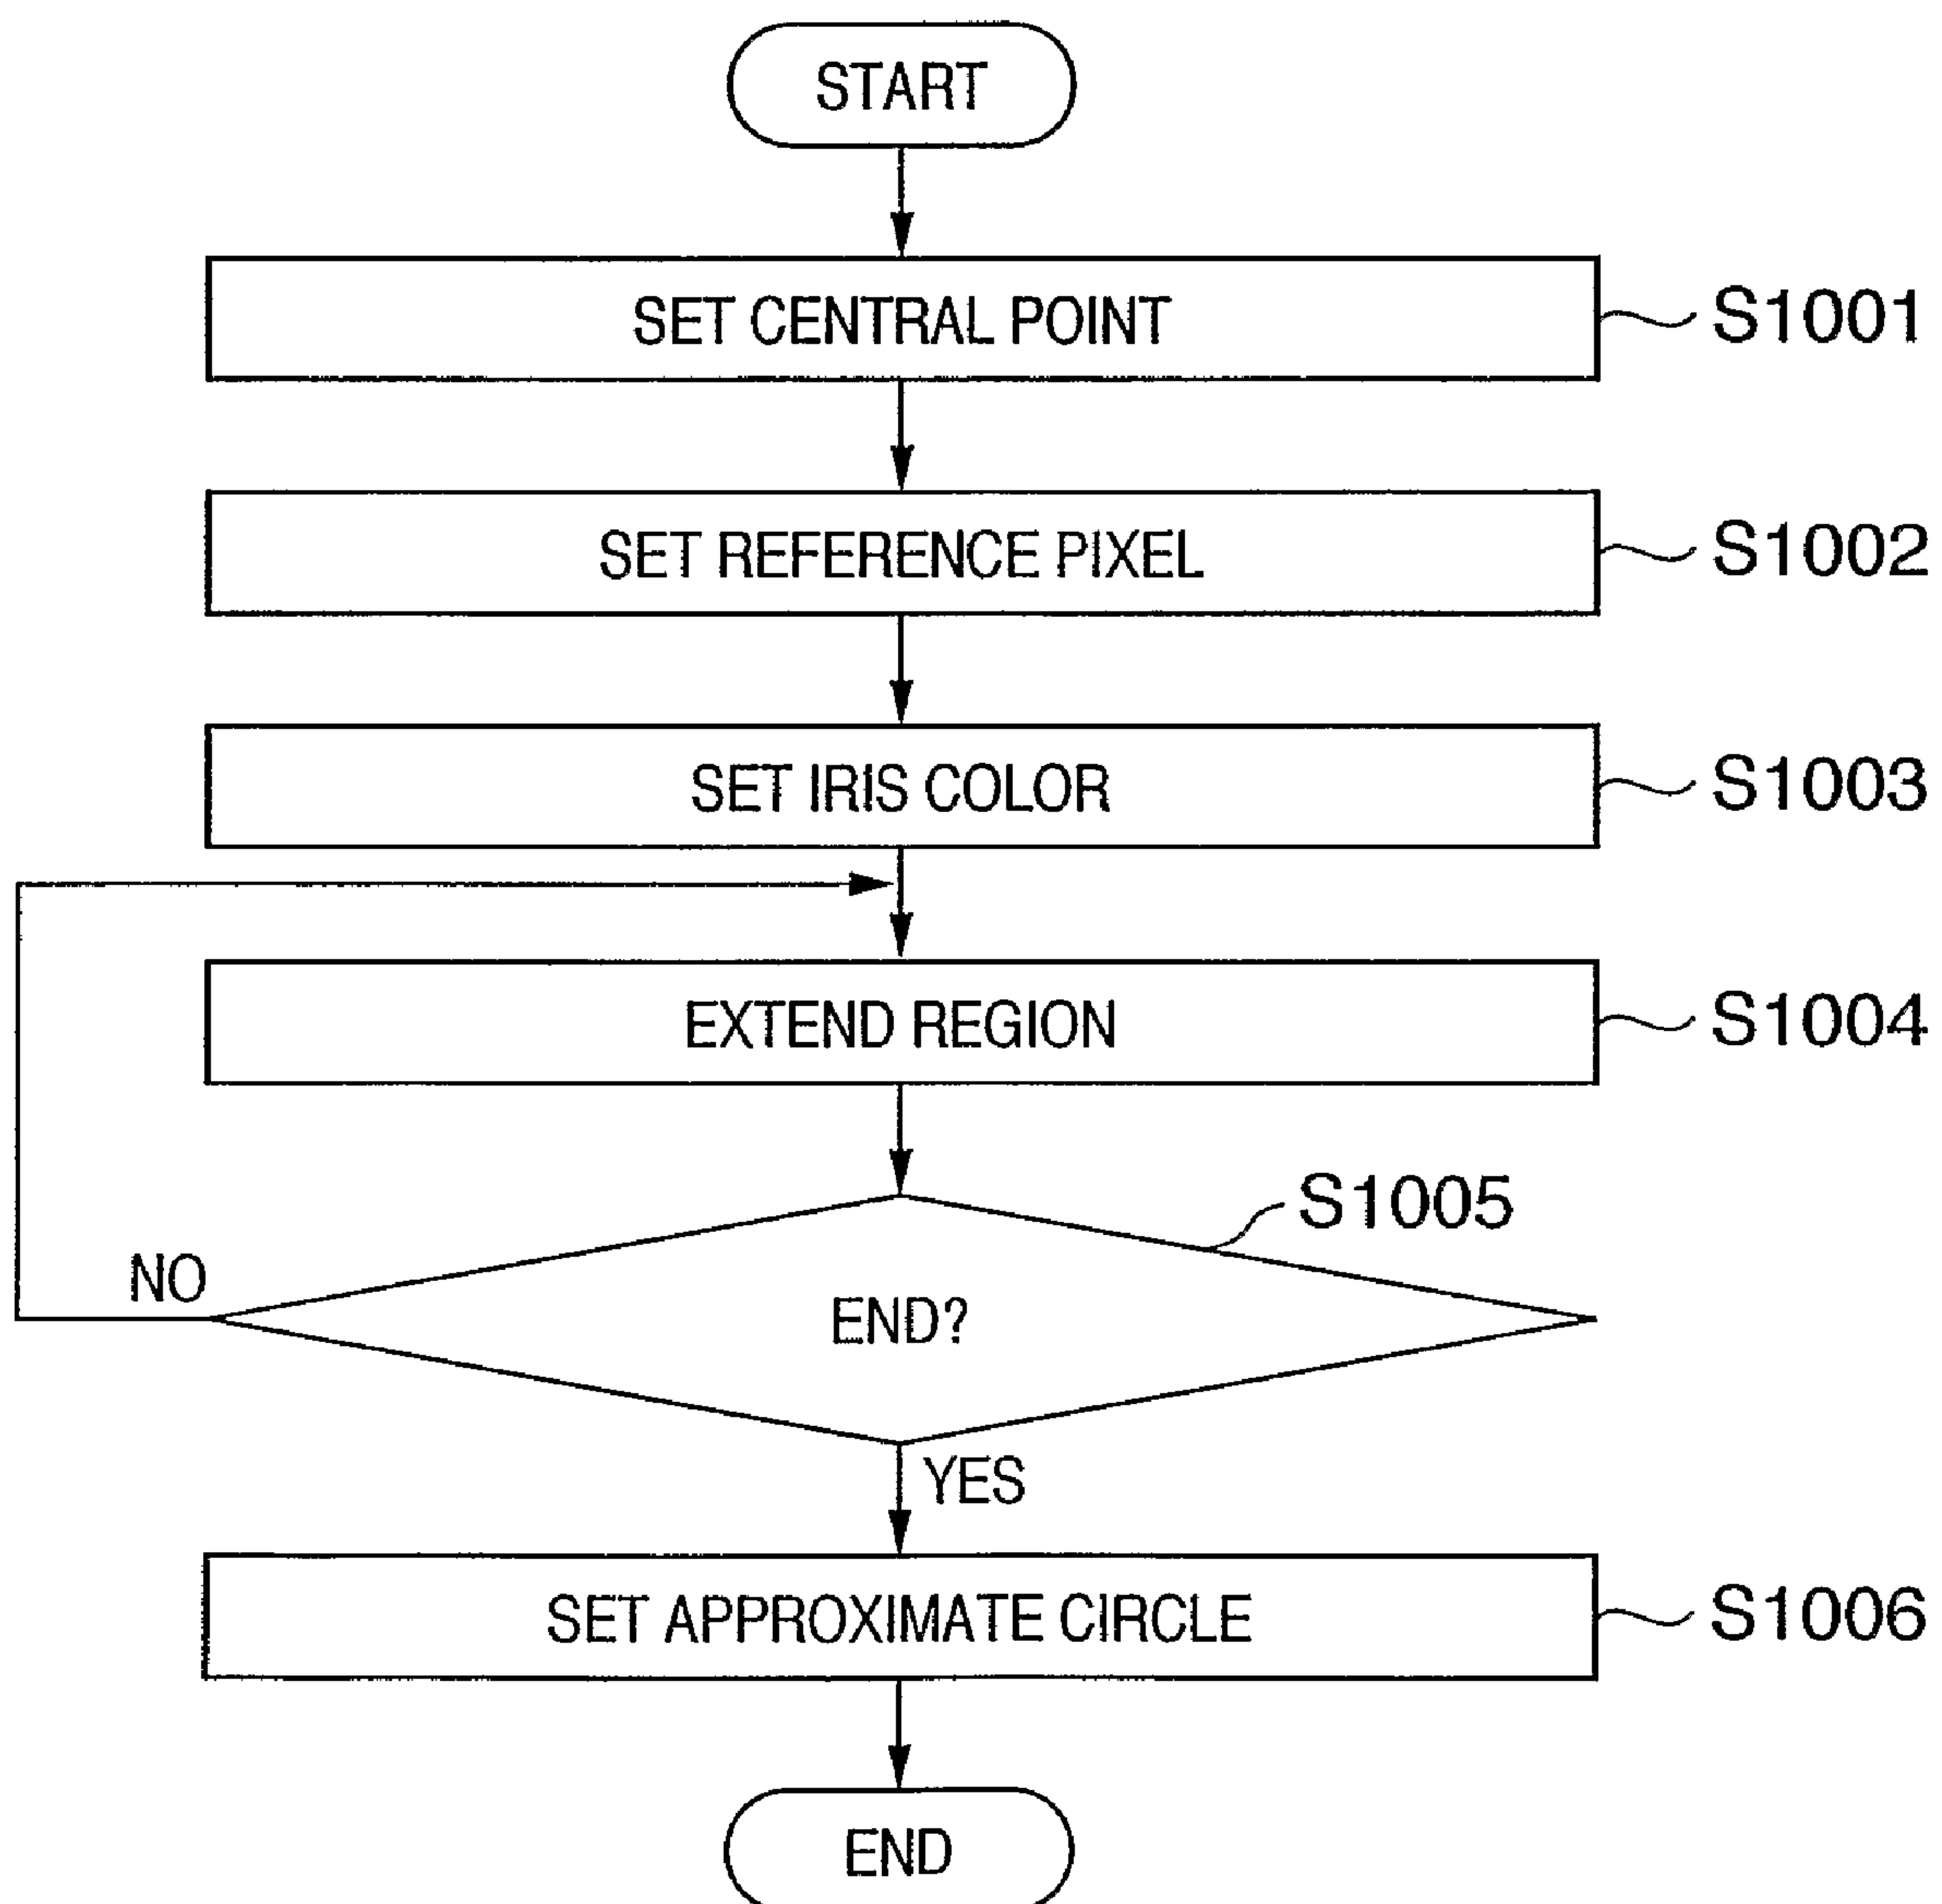 START
SET CENTRAL POINT
S1001
SET REFERENCE PIXEL
S1002
SET IRIS COLOR
S1003
EXTEND REGION
S1004
S1005
NO
END?
YES
SET APPROXIMATE CIRCLE
S1006
END